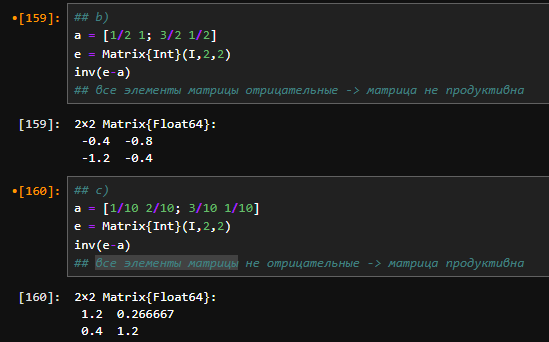 [159]: ## b)
a = [1/2 1; 3/2 1/2]
e = Matrix{Int}(I,2,2)
inv(e-a)
## все элементы матрицы отрицательные -> матрица не продуктивна
[159]: 2×2 Matrix{Float64}:
-0.4 -0.8
-1.2 -0.4
[160]: ## c)
a = [1/10 2/10; 3/10 1/10]
e = Matrix{Int}(I,2,2)
inv(e-a)
## все элементы матрицы не отрицательные -> матрица продуктивна
[160]: 2×2 Matrix{Float64}:
1.2 0.266667
0.4 1.2